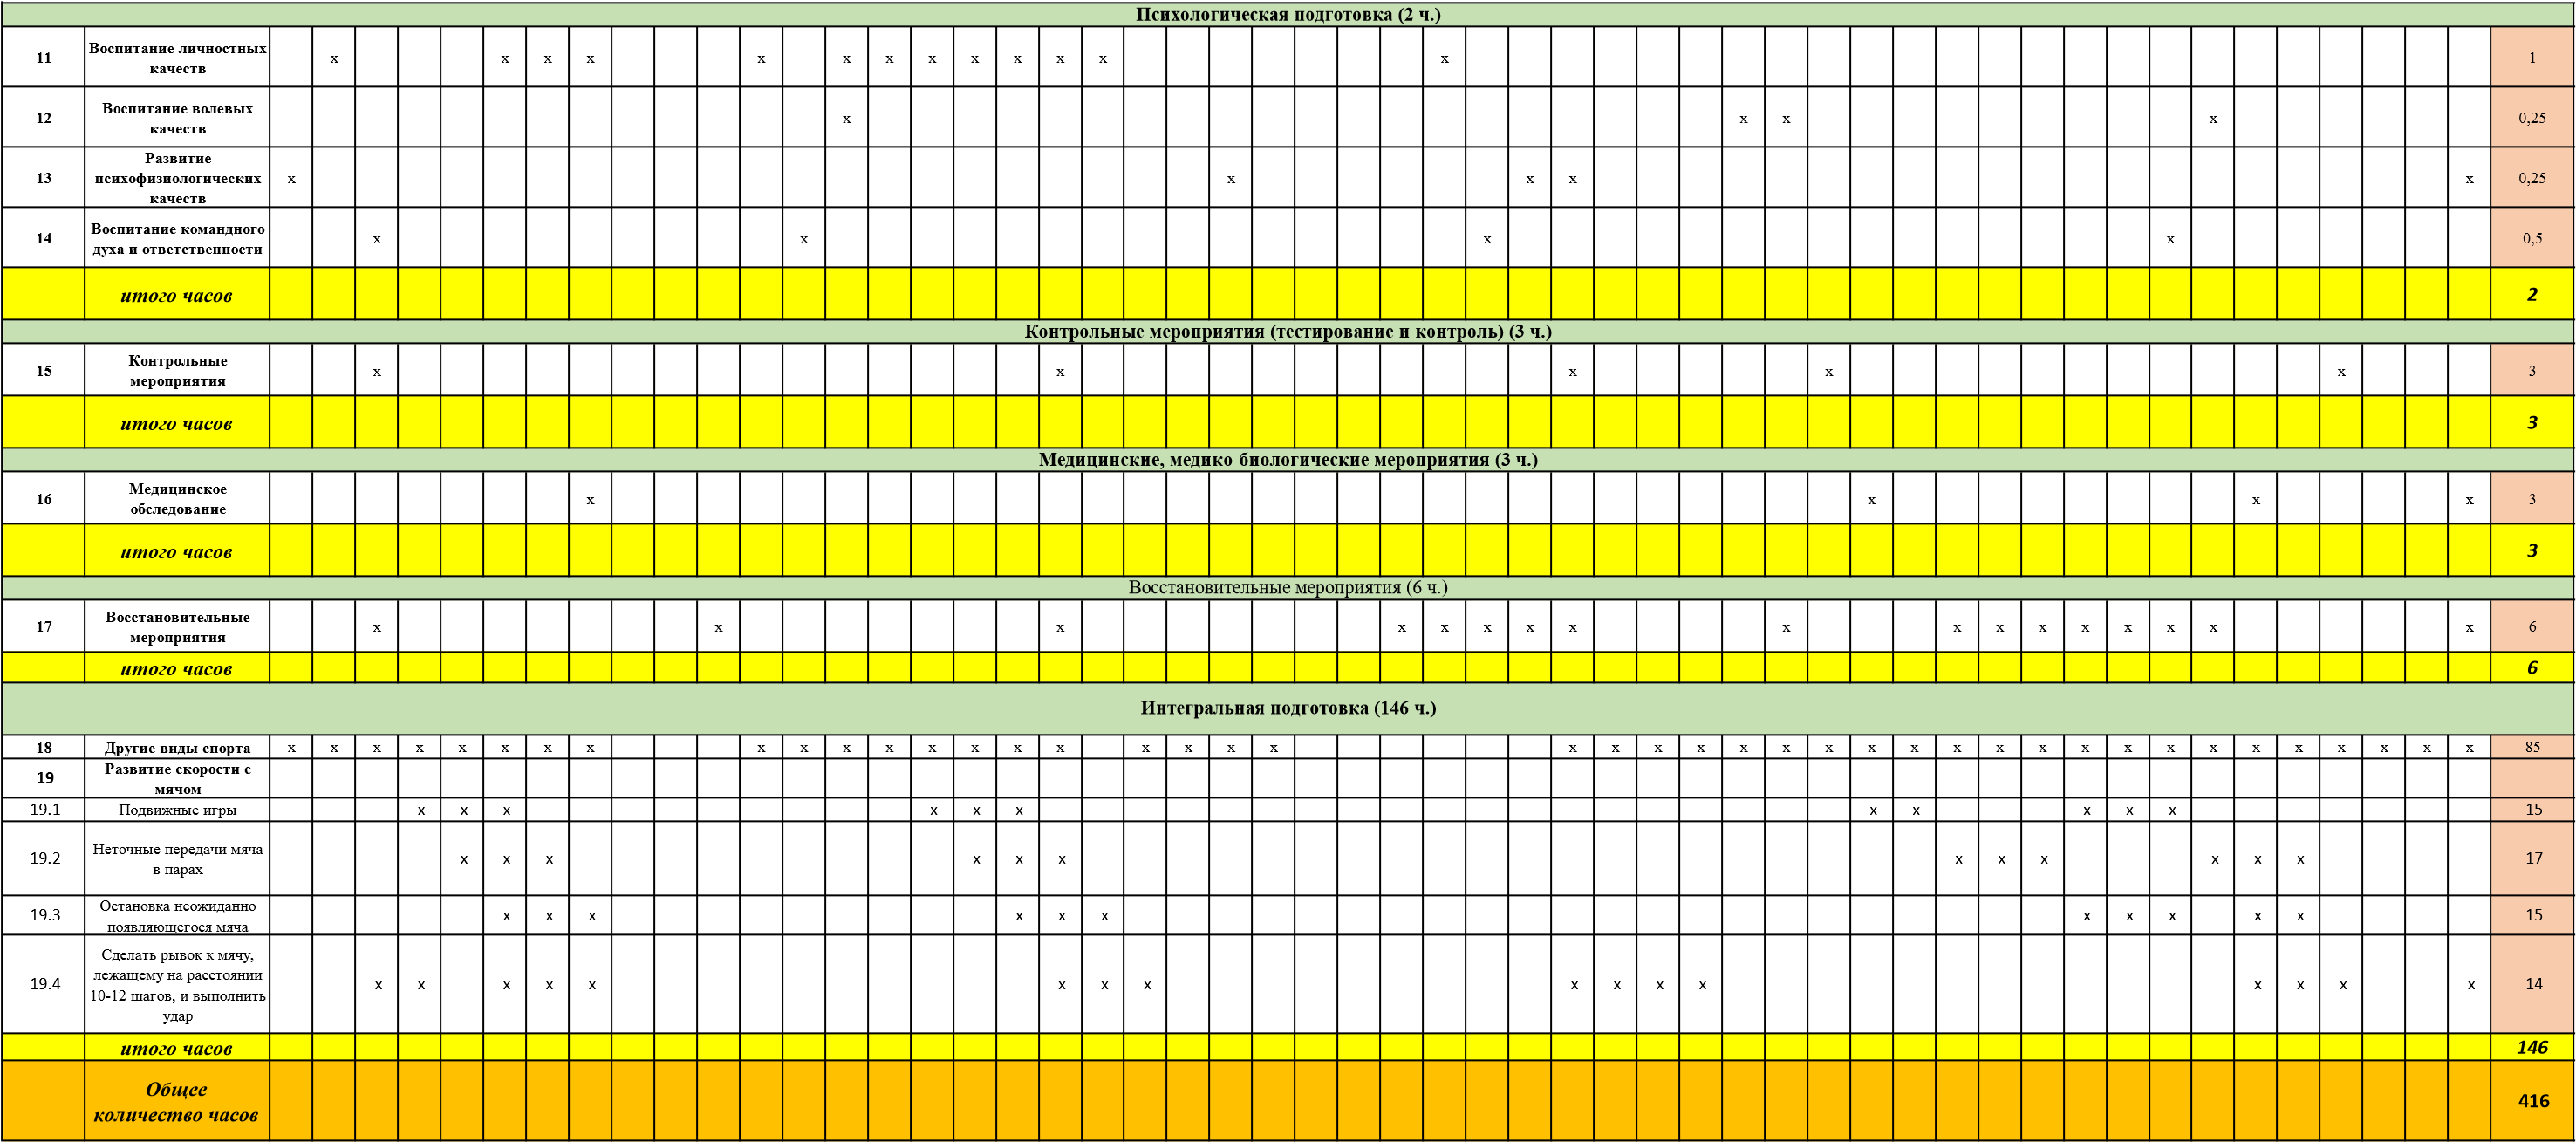 Психологическая подготовка (2 ч.)
11 Воспитание личностных качеств x x x x x x x x x x x x x 1
12 Воспитание волевых качеств x x x x 0,25
13 Развитие психофизиологических качеств x x x x x 0,25
14 Воспитание командного духа и ответственности x x x x 0,5
итого часов 2
Контрольные мероприятия (тестирование и контроль) (3 ч.)
15 Контрольные мероприятия x x x x x 3
итого часов 3
Медицинские, медико-биологические мероприятия (3 ч.)
16 Медицинское обследование x x x x 3
итого часов 3
Восстановительные мероприятия (6 ч.)
17 Восстановительные мероприятия x x x x x x x x x x x x x x x x x 6
итого часов 6
Интегральная подготовка (146 ч.)
18 Другие виды спорта x x x x x x x x x x x x x x x x x x x x x x x x x x x x x x x x x x x x x x x x x x 85
19 Развитие скорости с мячом
19.1 Подвижные игры x x x x x x x x x x x 15
19.2 Неточные передачи мяча в парах x x x x x x x x x x x x 17
19.3 Остановка неожиданно появляющегося мяча x x x x x x x x x x x 15
19.4 Сделать рывок к мячу, лежащему на расстоянии 10-12 шагов, и выполнить удар x x x x x x x x x x x x x x x x 14
итого часов 146
Общее количество часов 416